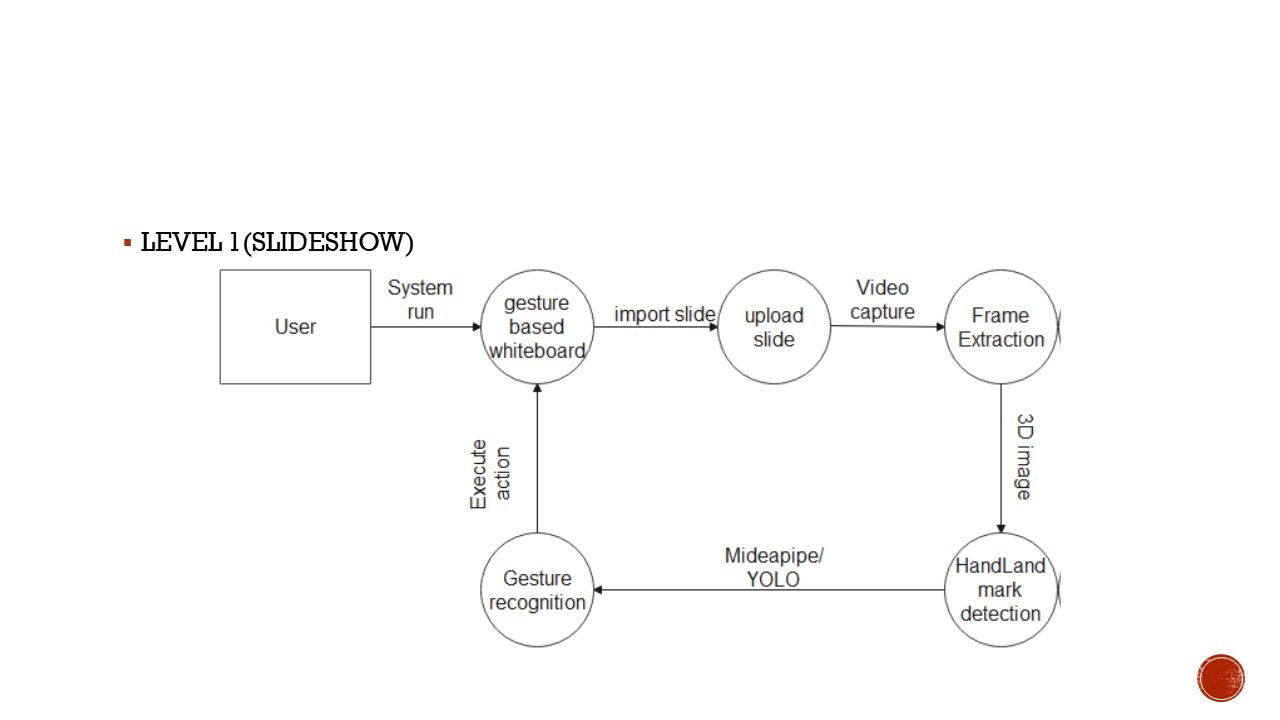 LEVEL 1(SLIDESHOW)
User
System
run
gesture
based
whiteboard
import slide
upload
slide
Video
capture
Frame
Extraction
3D image
HandLand
mark
detection
Mideapipe/
YOLO
Gesture
recognition
Execute
action